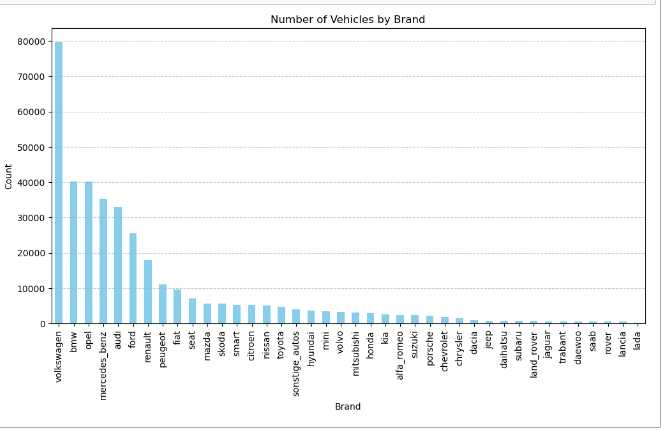 Number of Vehicles by Brand
80000
70000
60000
50000
40000
30000
20000
10000
0
Count
volkswagen
bmw
opel
mercedes_benz
audi
ford
renault
peugeot
fiat
seat
mazda
skoda
smart
citroen
nissan
toyota
sonstige_autos
hyundai
mini
volvo
mitsubishi
honda
kia
alfa_romeo
suzuki
porsche
chevrolet
chrysler
dacia
jeep
daihatsu
subaru
land_rover
jaguar
trabant
daewoo
saab
rover
lancia
lada
Brand